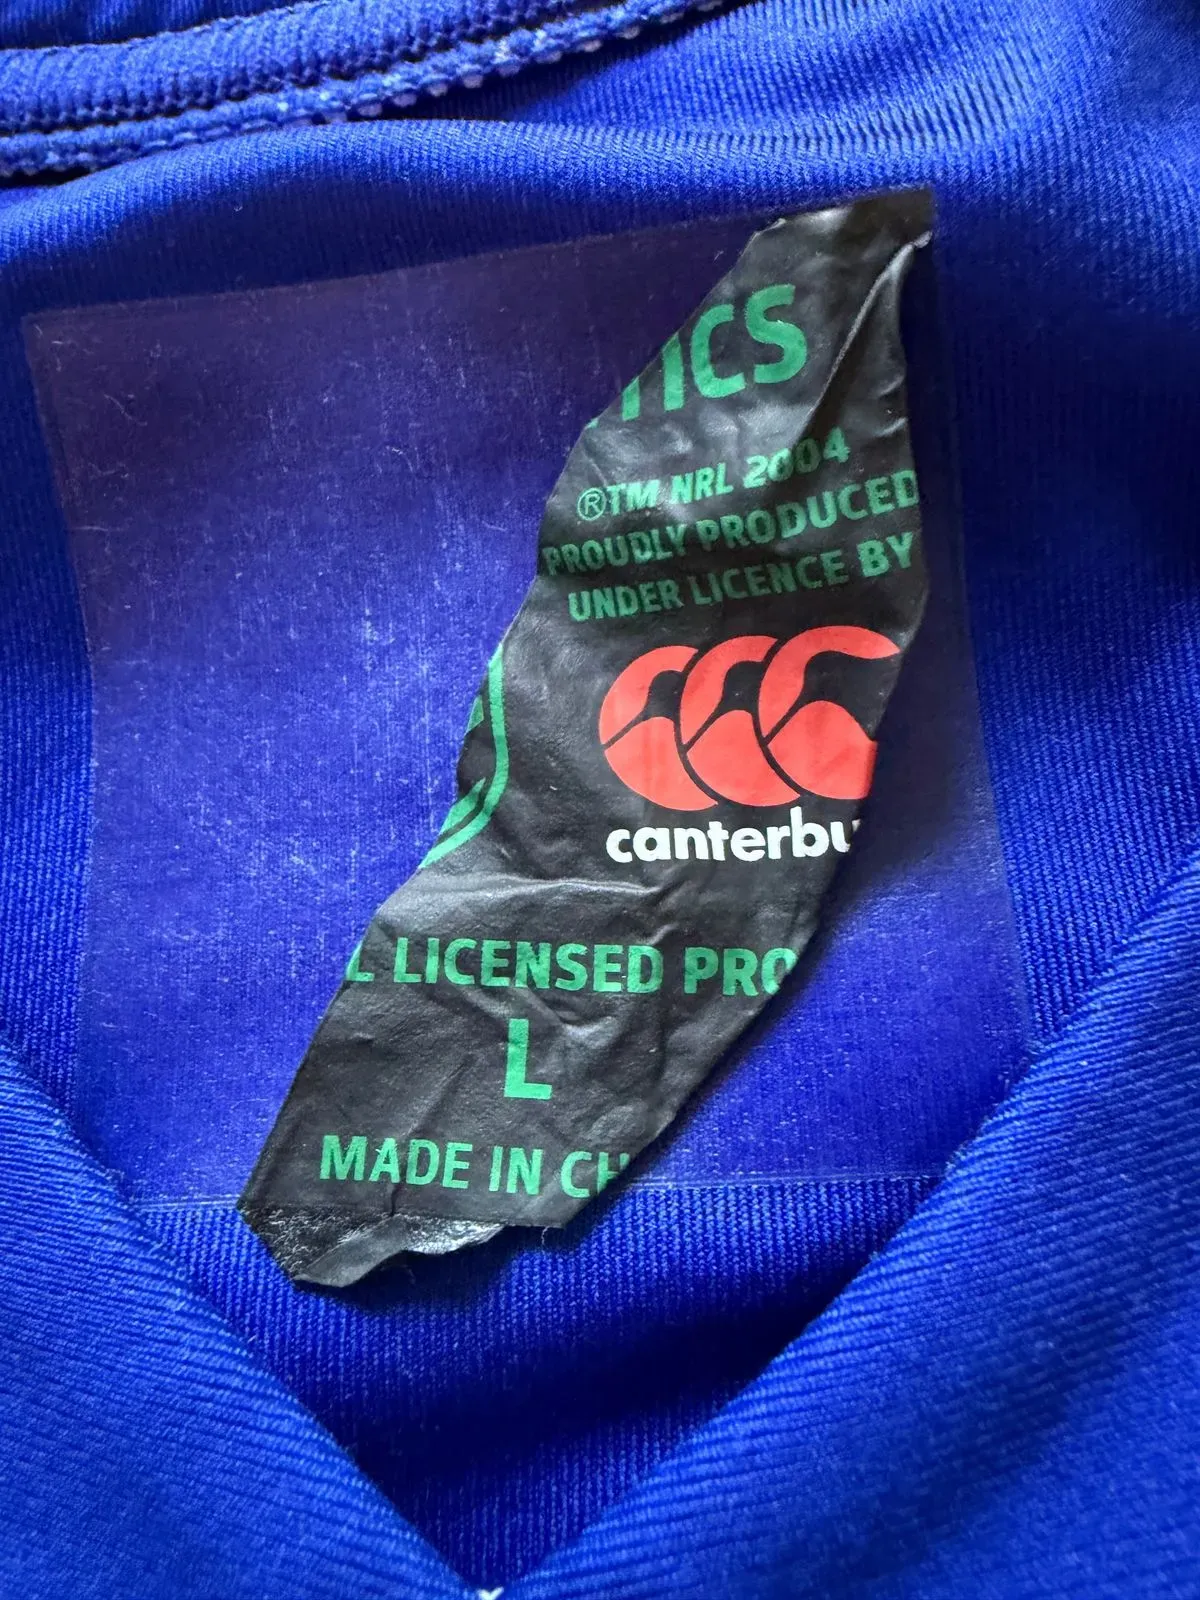 TICS
®TM NRL 2004
PROUDLY PRODUCED
UNDER LICENCE BY
canterbu
L LICENSED PRO
L
MADE IN CH